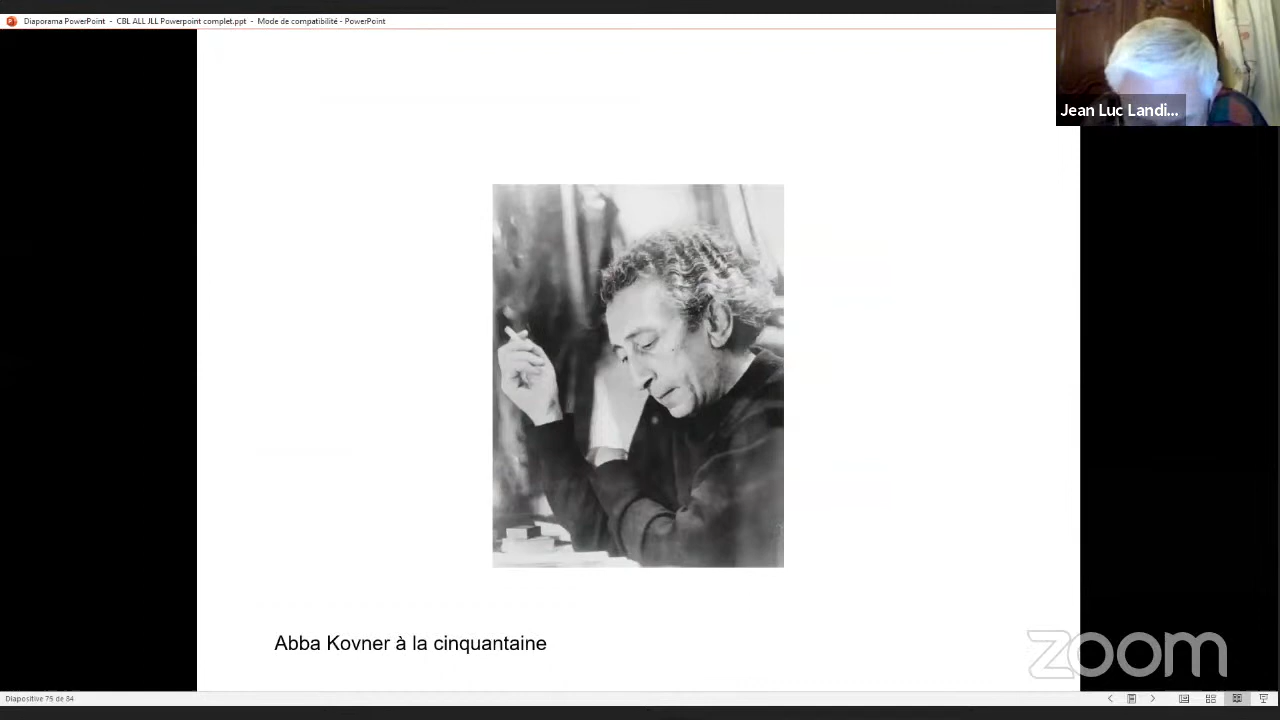 Diaporama PowerPoint - CBL ALL JLL Powerpoint complet.ppt - Mode de compatibilité - PowerPoint
Jean Luc Landi...
Abba Kovner à la cinquantaine
zoom
Diapositive 75 de 84